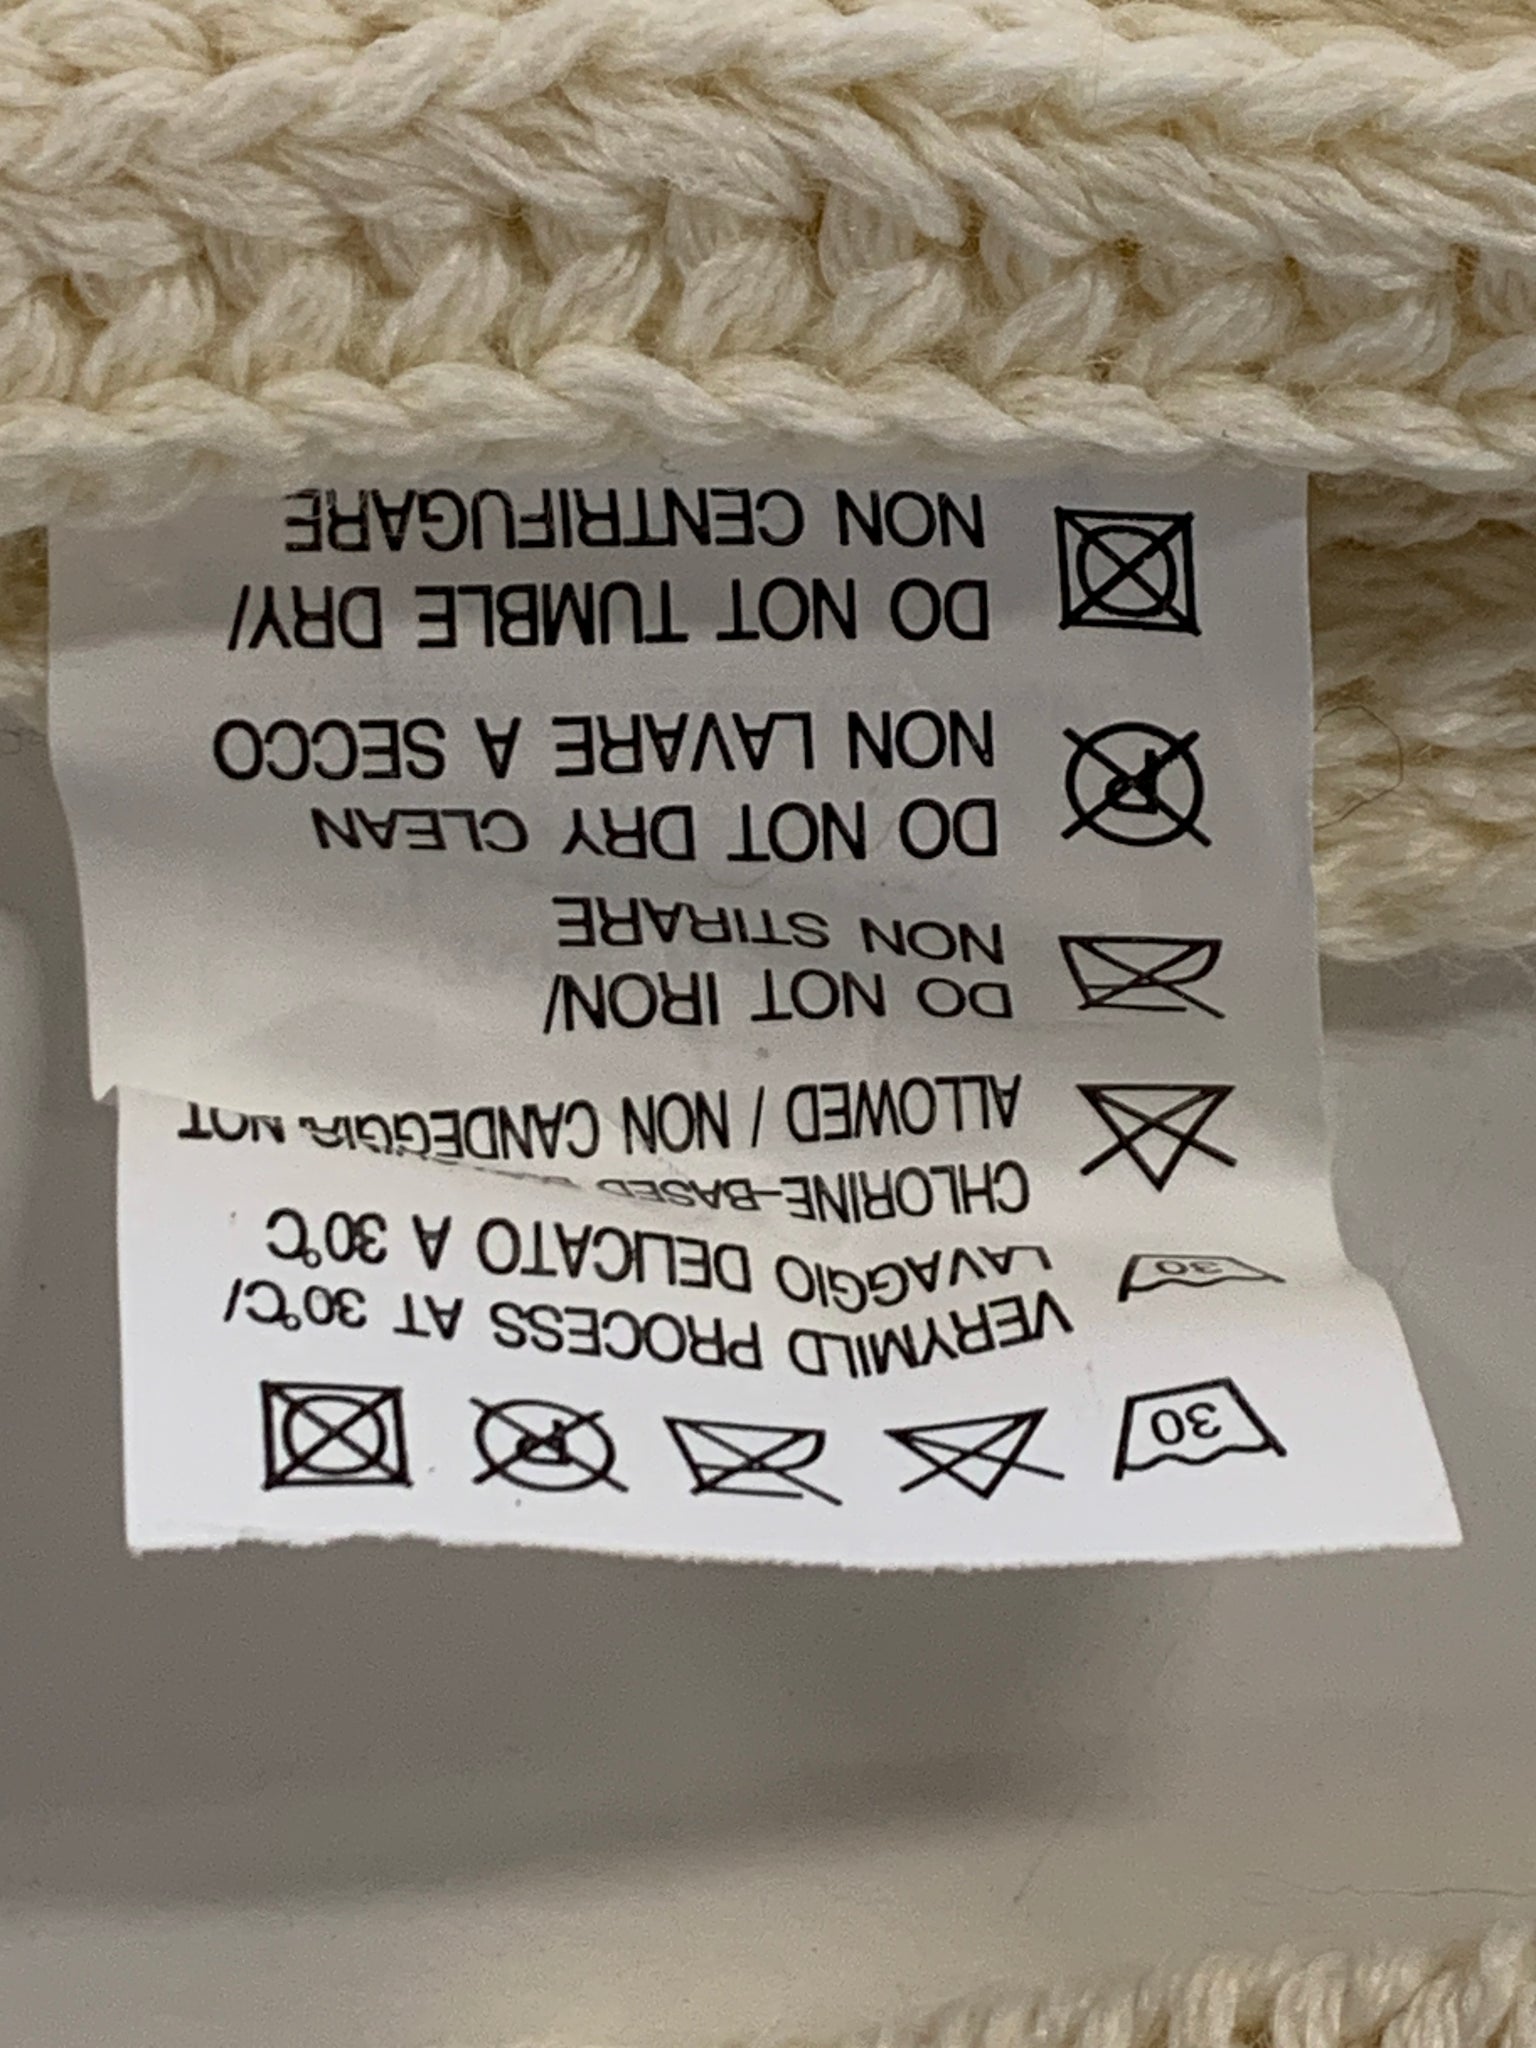 30
VERYMILD PROCESS AT 30°C/
30
LAVAGGIO DELICATO A 30°C
CHLORINE-BASED NOT
ALLOWED / NON CANDEGGIA
DO NOT IRON/
NON STIRARE
P
DO NOT DRY CLEAN
NON LAVARE A SECCO
DO NOT TUMBLE DRY/
NON CENTRIFUGARE
P